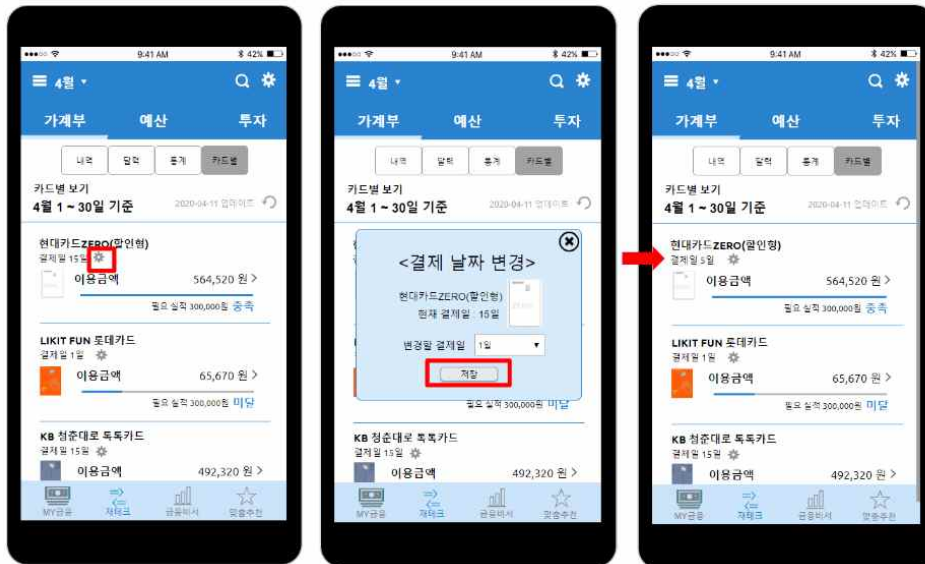 9:41 AM
42%
4월
가계부 예산 투자
내역 달력 통계 카드별
카드별 보기
4월 1 ~ 30일 기준 2020-04-11 업데이트
현대카드ZERO(할인형)
결제일 15일
이용금액 564,520 원 >
필요 실적 300,000원 충족
LIKIT FUN 롯데카드
결제일 1일
이용금액 65,670 원 >
필요 실적 300,000원 미달
KB 청춘대로 톡톡카드
결제일 15일
이용금액 492,320 원 >
MY금융 재테크 금융비서 맞춤추천
9:41 AM
42%
4월
가계부 예산 투자
내역 달력 통계 카드별
카드별 보기
4월 1 ~ 30일 기준 2020-04-11 업데이트
<결제 날짜 변경>
현대카드ZERO(할인형)
현재 결제일 : 15일
변경할 결제일 1일
저장
필요 실적 300,000원 미달
KB 청춘대로 톡톡카드
결제일 15일
이용금액 492,320 원 >
MY금융 재테크 금융비서 맞춤추천
9:41 AM
42%
4월
가계부 예산 투자
내역 달력 통계 카드별
카드별 보기
4월 1 ~ 30일 기준 2020-04-11 업데이트
현대카드ZERO(할인형)
결제일 5일
이용금액 564,520 원 >
필요 실적 300,000원 충족
LIKIT FUN 롯데카드
결제일 1일
이용금액 65,670 원 >
필요 실적 300,000원 미달
KB 청춘대로 톡톡카드
결제일 15일
이용금액 492,320 원 >
MY금융 재테크 금융비서 맞춤추천